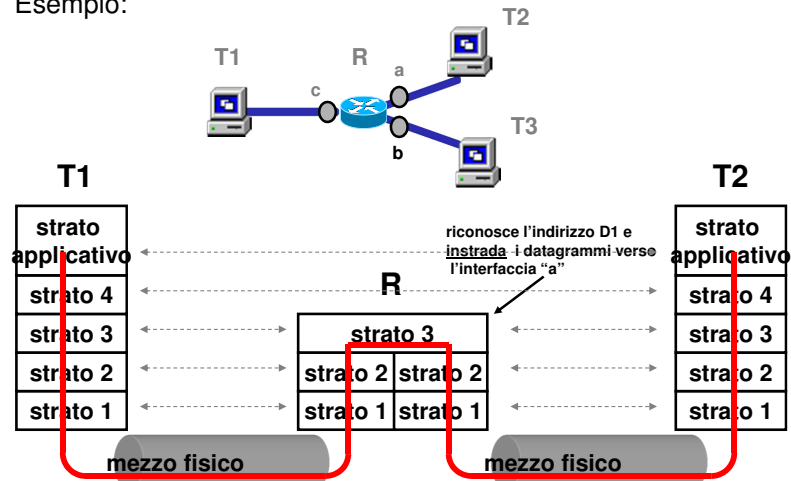 Esempio:
T2
T1
R
a
c
T3
b
T1
T2
strato
applicativo
riconosce l'indirizzo D1 e
instrada i datagrammi verso
l'interfaccia "a"
strato
applicativo
strato 4
R
strato 4
strato 3
strato 3
strato 3
strato 2
strato 2
strato 2
strato 2
strato 1
strato 1
strato 1
strato 1
mezzo fisico
mezzo fisico